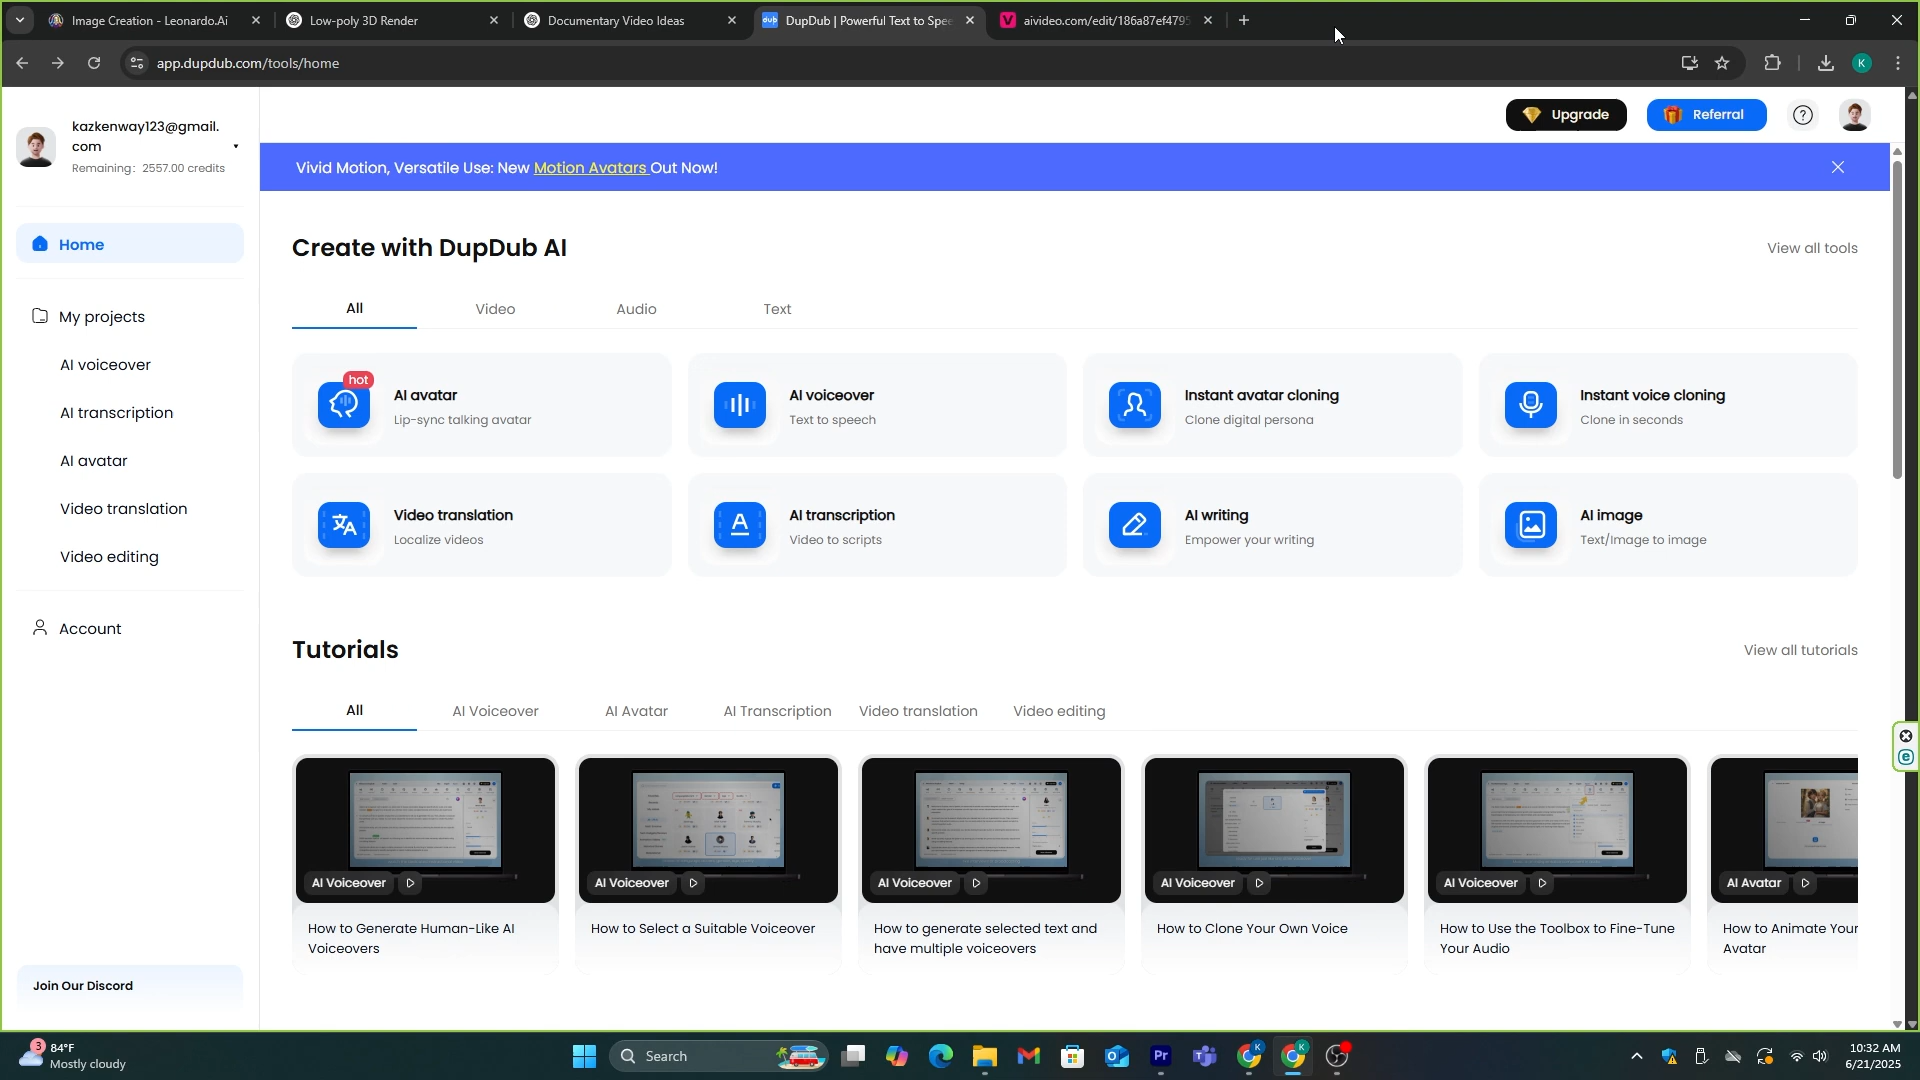 Image Creation - Leonardo.Ai
Low-poly 3D Render
Documentary Video Ideas
dub DupDub | Powerful Text to Spee
aivideo.com/edit/186a87ef4795
app.dupdub.com/tools/home
K
kazkenway123@gmail.
com
Remaining: 2557.00 credits
Upgrade
Referral
Vivid Motion, Versatile Use: New Motion Avatars Out Now!
Home
My projects
AI voiceover
AI transcription
AI avatar
Video translation
Video editing
Account
Join Our Discord
Create with DupDub AI
View all tools
All
Video
Audio
Text
hot
AI avatar
Lip-sync talking avatar
AI voiceover
Text to speech
Instant avatar cloning
Clone digital persona
Instant voice cloning
Clone in seconds
Video translation
Localize videos
AI transcription
Video to scripts
AI writing
Empower your writing
AI image
Text/Image to image
Tutorials
View all tutorials
All
AI Voiceover
AI Avatar
AI Transcription
Video translation
Video editing
AI Voiceover
AI Voiceover
AI Voiceover
AI Voiceover
AI Voiceover
AI Avatar
How to Generate Human-Like AI
Voiceovers
How to Select a Suitable Voiceover
How to generate selected text and
have multiple voiceovers
How to Clone Your Own Voice
How to Use the Toolbox to Fine-Tune
Your Audio
How to Animate Your
Avatar
3
84°F
Mostly cloudy
Search
Pr
K
K
10:32 AM
6/21/2025